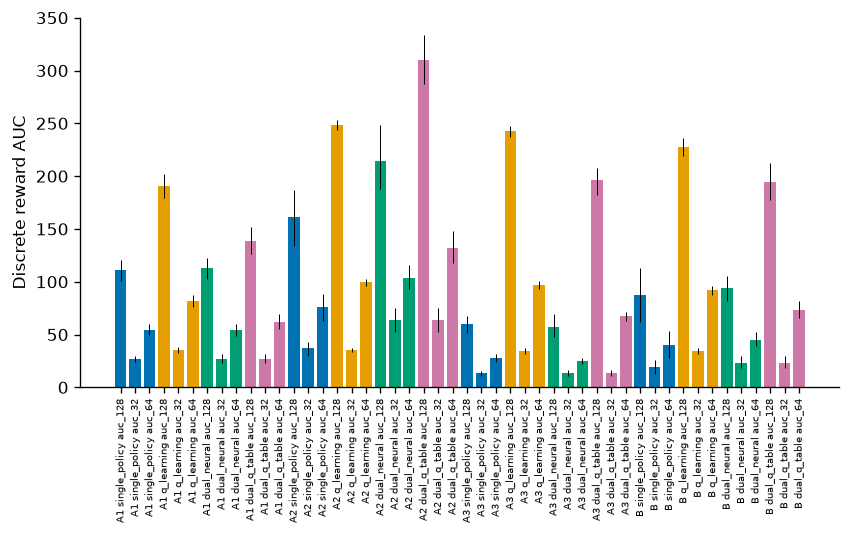 350
300
250
200
150
100
50
0
Discrete reward AUC
A1 single_policy auc_128
A1 single_policy auc_32
A1 single_policy auc_64
A1 q_learning auc_128
A1 q_learning auc_32
A1 q_learning auc_64
A1 dual_neural auc_128
A1 dual_neural auc_32
A1 dual_neural auc_64
A1 dual_q_table auc_128
A1 dual_q_table auc_32
A1 dual_q_table auc_64
A2 single_policy auc_128
A2 single_policy auc_32
A2 single_policy auc_64
A2 q_learning auc_128
A2 q_learning auc_32
A2 q_learning auc_64
A2 dual_neural auc_128
A2 dual_neural auc_32
A2 dual_neural auc_64
A2 dual_q_table auc_128
A2 dual_q_table auc_32
A2 dual_q_table auc_64
A3 single_policy auc_128
A3 single_policy auc_32
A3 single_policy auc_64
A3 q_learning auc_128
A3 q_learning auc_32
A3 q_learning auc_64
A3 dual_neural auc_128
A3 dual_neural auc_32
A3 dual_neural auc_64
A3 dual_q_table auc_128
A3 dual_q_table auc_32
A3 dual_q_table auc_64
B single_policy auc_128
B single_policy auc_32
B single_policy auc_64
B q_learning auc_128
B q_learning auc_32
B q_learning auc_64
B dual_neural auc_128
B dual_neural auc_32
B dual_neural auc_64
B dual_q_table auc_128
B dual_q_table auc_32
B dual_q_table auc_64